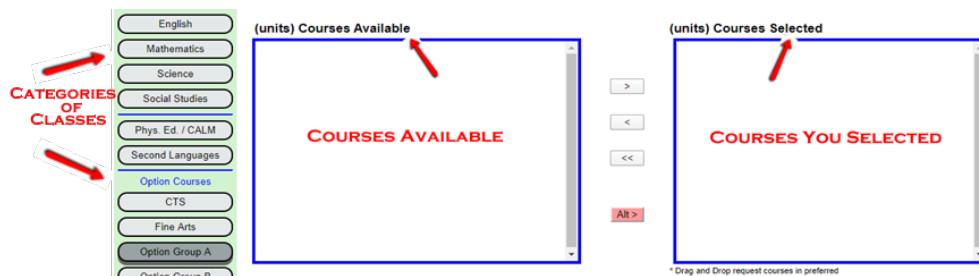 English
Mathematics
Science
Social Studies
Phys. Ed. / CALM
Second Languages
Option Courses
CTS
Fine Arts
Option Group A
Option Group B
CATEGORIES
OF
CLASSES
(units) Courses Available
COURSES AVAILABLE
>
<
<<
Alt >
(units) Courses Selected
COURSES YOU SELECTED
* Drag and Drop request courses in preferred